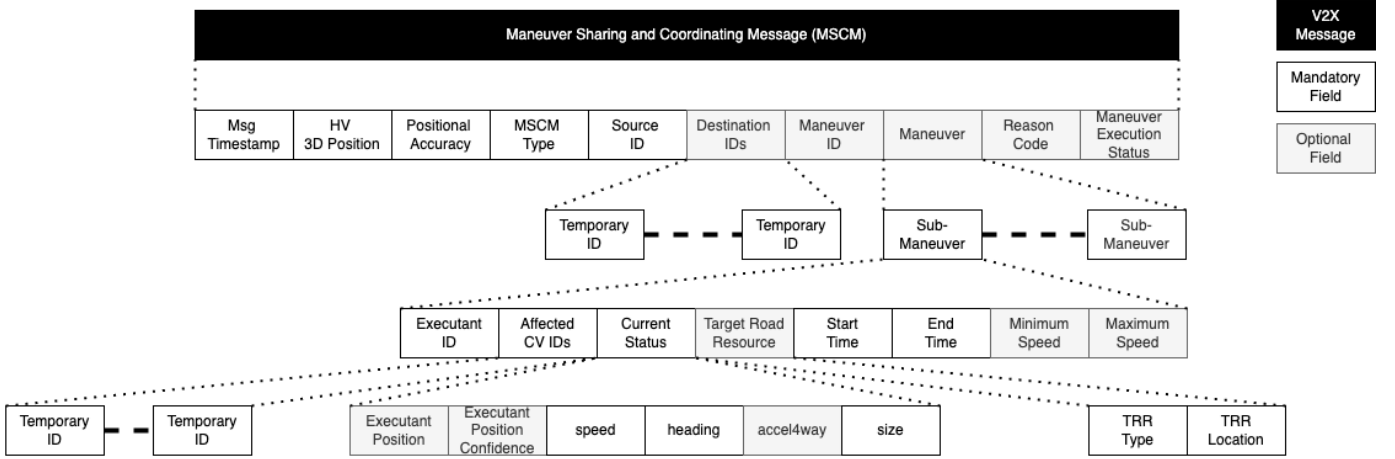 Maneuver Sharing and Coordinating Message (MSCM)
V2X
Message
Mandatory
Field
Optional
Field
Msg
Timestamp
HV
3D Position
Positional
Accuracy
MSCM
Type
Source
ID
Destination
IDs
Maneuver
ID
Maneuver
Reason
Code
Maneuver
Execution
Status
Temporary
ID
Temporary
ID
Sub-
Maneuver
Sub-
Maneuver
Executant
ID
Affected
CV IDs
Current
Status
Target Road
Resource
Start
Time
End
Time
Minimum
Speed
Maximum
Speed
Temporary
ID
Temporary
ID
Executant
Position
Executant
Position
Confidence
speed
heading
accel4way
size
TRR
Type
TRR
Location